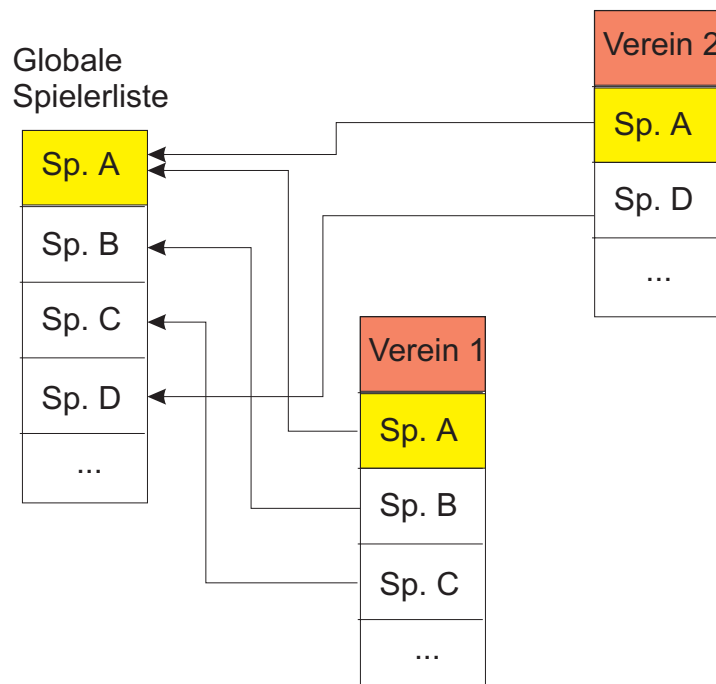 Globale
Spielerliste
Sp. A
Sp. B
Sp. C
Sp. D
...
Verein 1
Sp. A
Sp. B
Sp. C
...
Verein 2
Sp. A
Sp. D
...